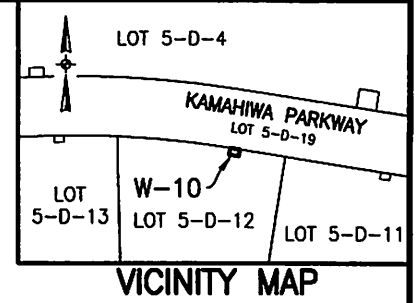 LOT 5-D-4
KAMAHIWA PARKWAY
LOT 5-D-19
W-10
LOT
5-D-13
LOT 5-D-12
LOT 5-D-11
VICINITY MAP